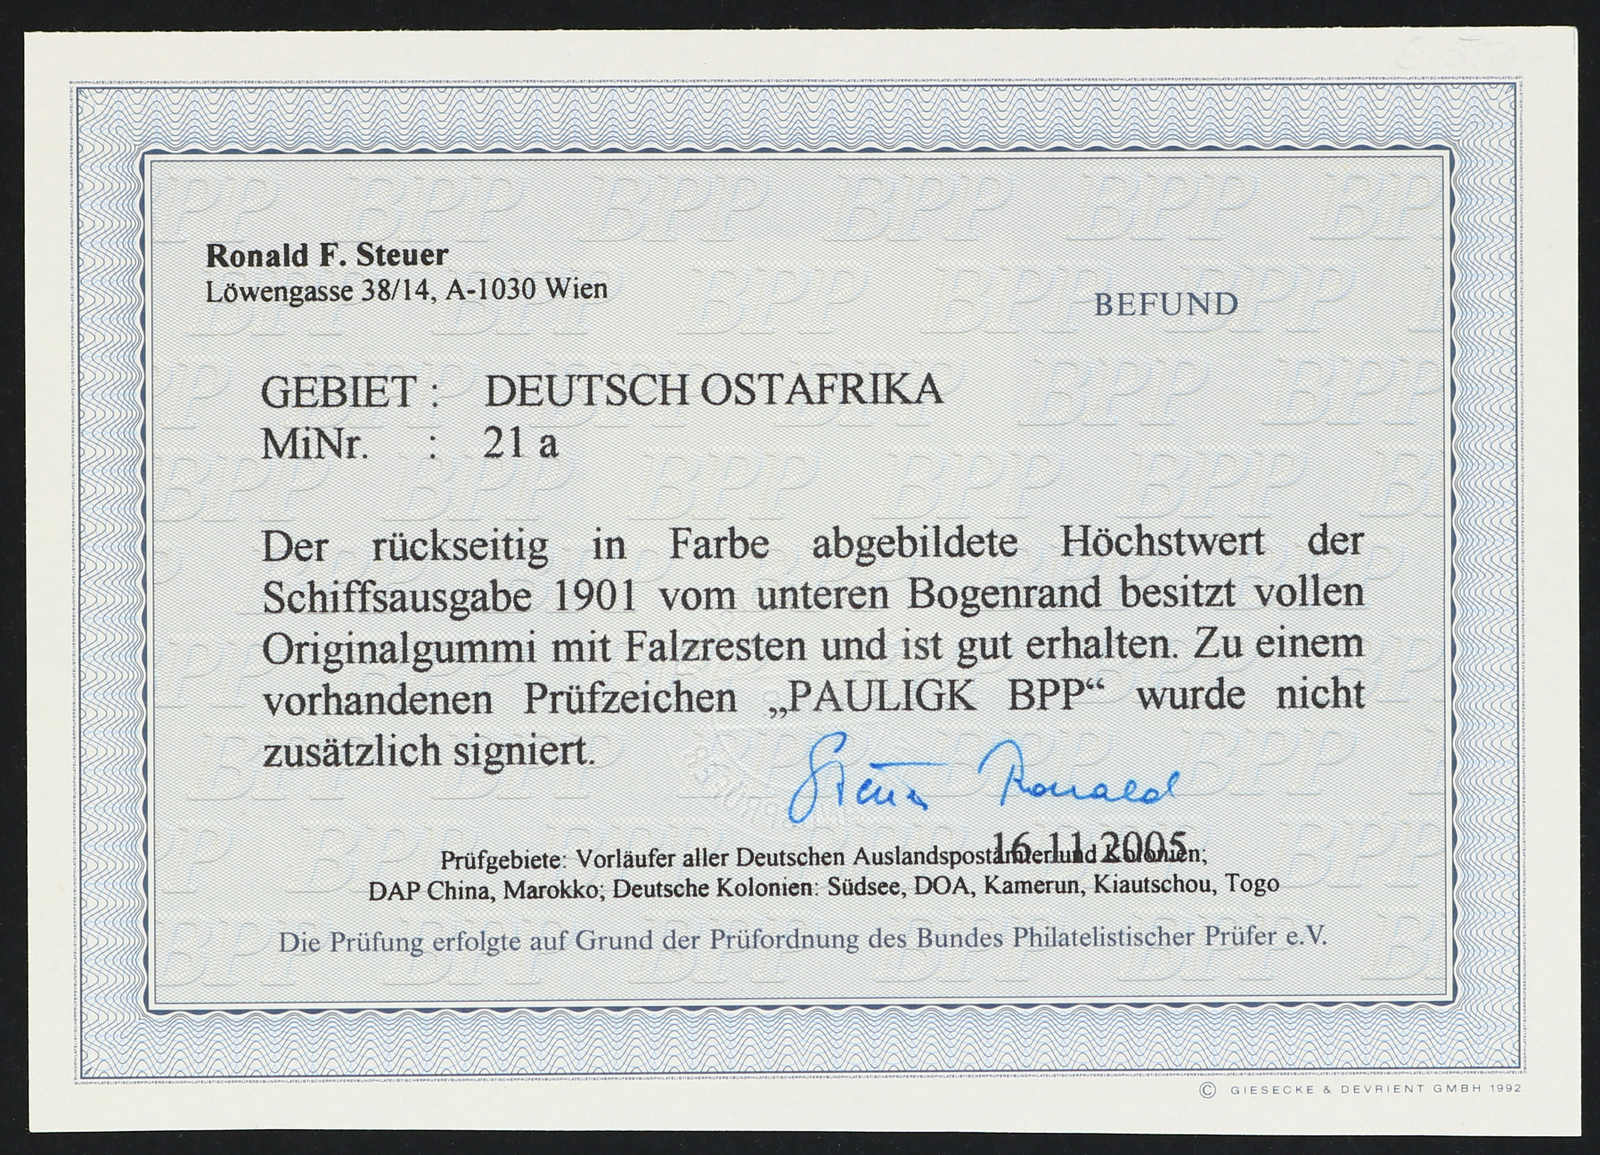 Ronald F. Steuer
Löwengasse 38/14, A-1030 Wien
BEFUND
GEBIET : DEUTSCH OSTAFRIKA
MiNr. : 21 a
Der rückseitig in Farbe abgebildete Höchstwert der
Schiffsausgabe 1901 vom unteren Bogenrand besitzt vollen
Originalgummi mit Falzresten und ist gut erhalten. Zu einem
vorhandenen Prüfzeichen „PAULIGK BPP“ wurde nicht
zusätzlich signiert.
Steuer Ronald
16.11.2005
Prüfgebiete: Vorläufer aller Deutschen Auslandspostämter und Kolonien;
DAP China, Marokko; Deutsche Kolonien: Südsee, DOA, Kamerun, Kiautschou, Togo
Die Prüfung erfolgte auf Grund der Prüfordnung des Bundes Philatelistischer Prüfer e.V.
© GIESECKE & DEVRIENT GMBH 1992